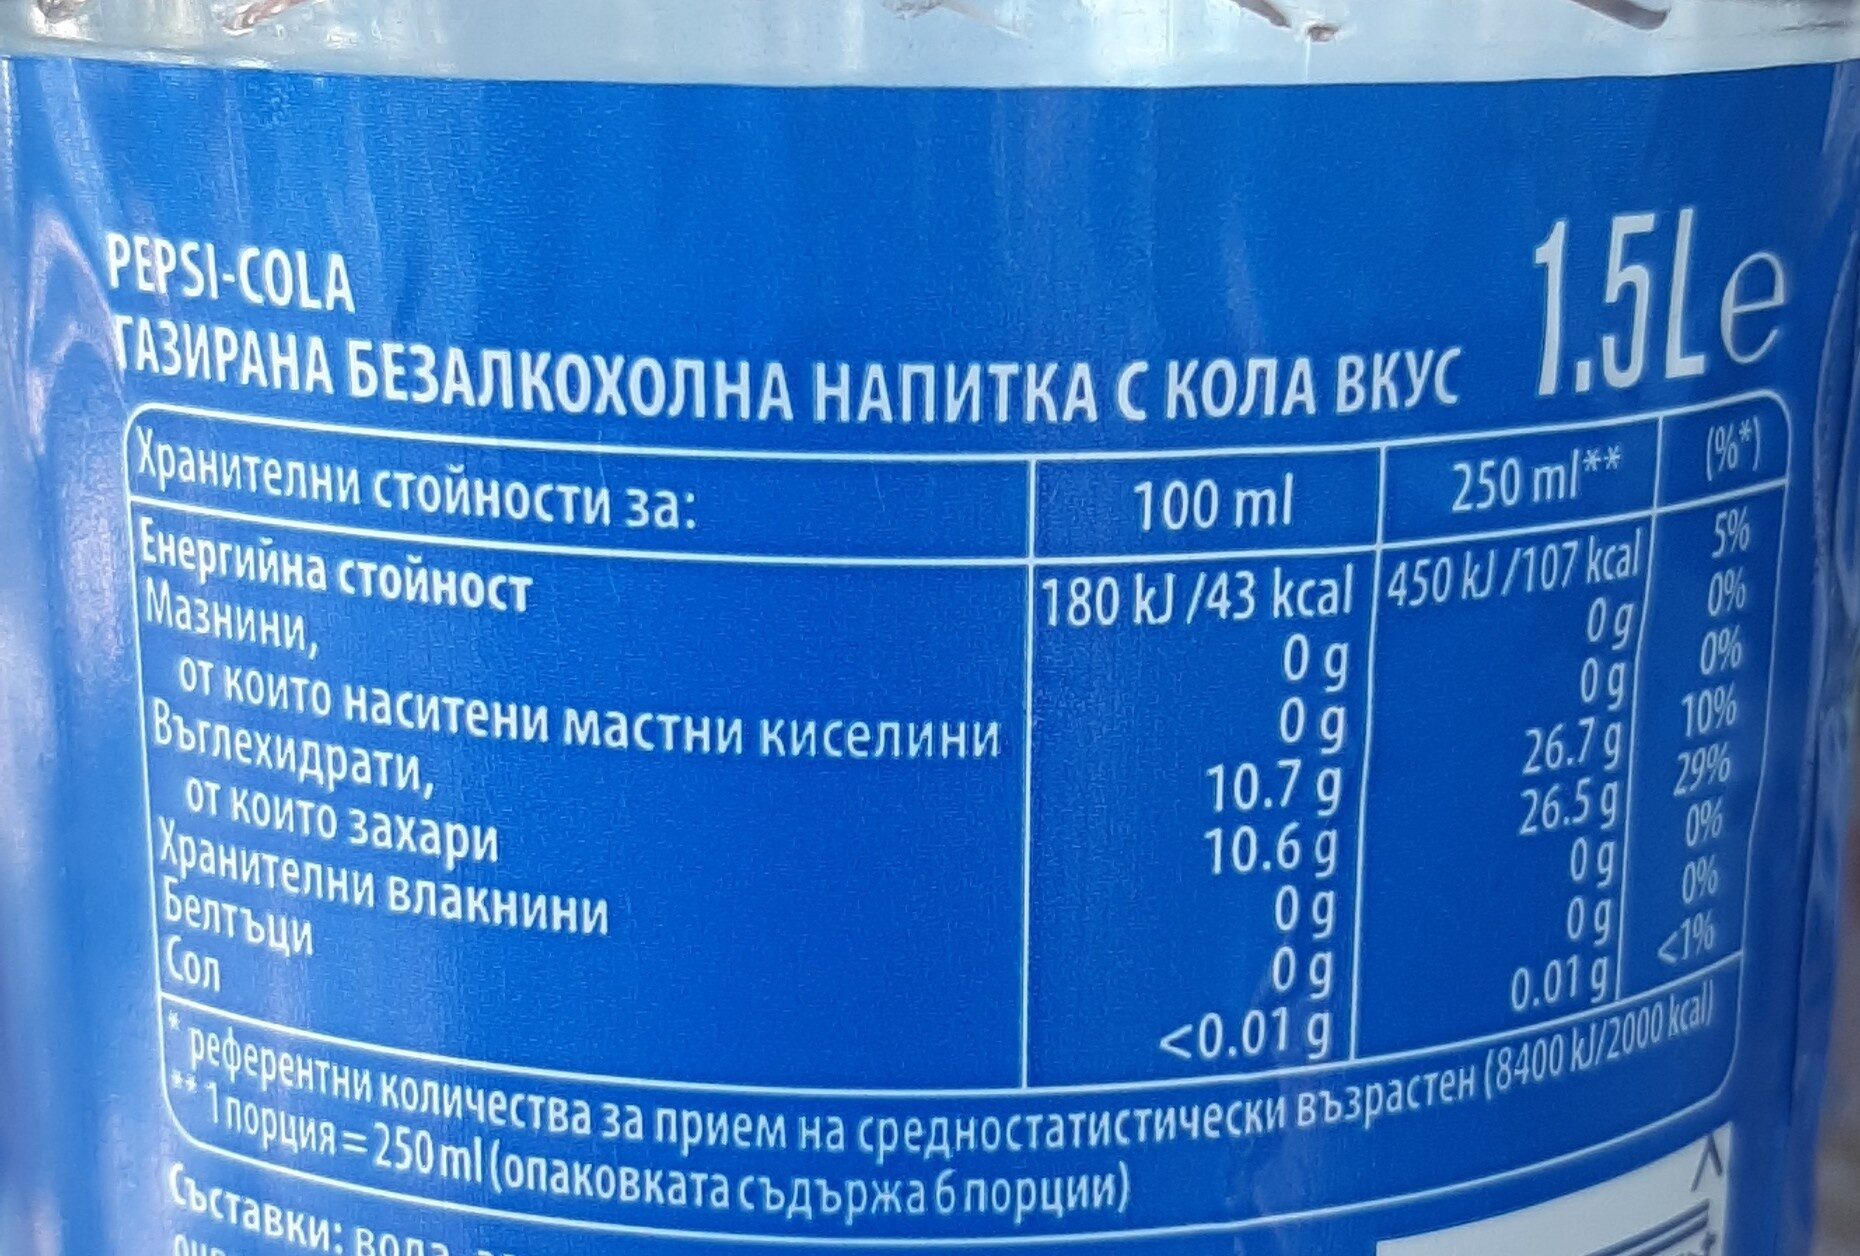 PEPSI-COLA
ГАЗИРАНА БЕЗАЛКОХОЛНА НАПИТКА С КОЛА ВКУС 1.5L e
Хранителни стойности за: 100 ml 250 ml** (%*)
Енергийна стойност 180 kJ /43 kcal 450 kJ /107 kcal 5%
Мазнини, 0 g 0 g 0%
от които наситени мастни киселини 0 g 0 g 0%
Въглехидрати, 10.7 g 26.7 g 10%
от които захари 10.6 g 26.5 g 29%
Хранителни влакнини 0 g 0 g 0%
Белтъци 0 g 0 g 0%
Сол <0.01 g 0.01 g <1%
* референтни количества за прием на средностатистически възрастен (8400 kJ/2000 kcal)
** 1 порция = 250 ml (опаковката съдържа 6 порции)
Съставки: вода